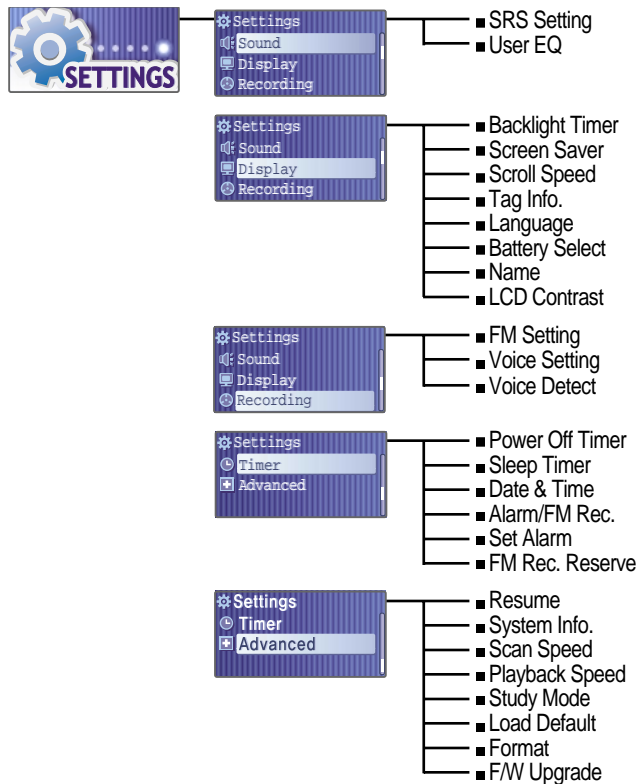 SETTINGS
Settings
Sound
Display
Recording
■ SRS Setting
■ User EQ
Settings
Sound
Display
Recording
■ Backlight Timer
■ Screen Saver
■ Scroll Speed
■ Tag Info.
■ Language
■ Battery Select
■ Name
■ LCD Contrast
Settings
Sound
Display
Recording
■ FM Setting
■ Voice Setting
■ Voice Detect
Settings
Timer
Advanced
■ Power Off Timer
■ Sleep Timer
■ Date & Time
■ Alarm/FM Rec.
■ Set Alarm
■ FM Rec. Reserve
Settings
Timer
Advanced
■ Resume
■ System Info.
■ Scan Speed
■ Playback Speed
■ Study Mode
■ Load Default
■ Format
■ F/W Upgrade